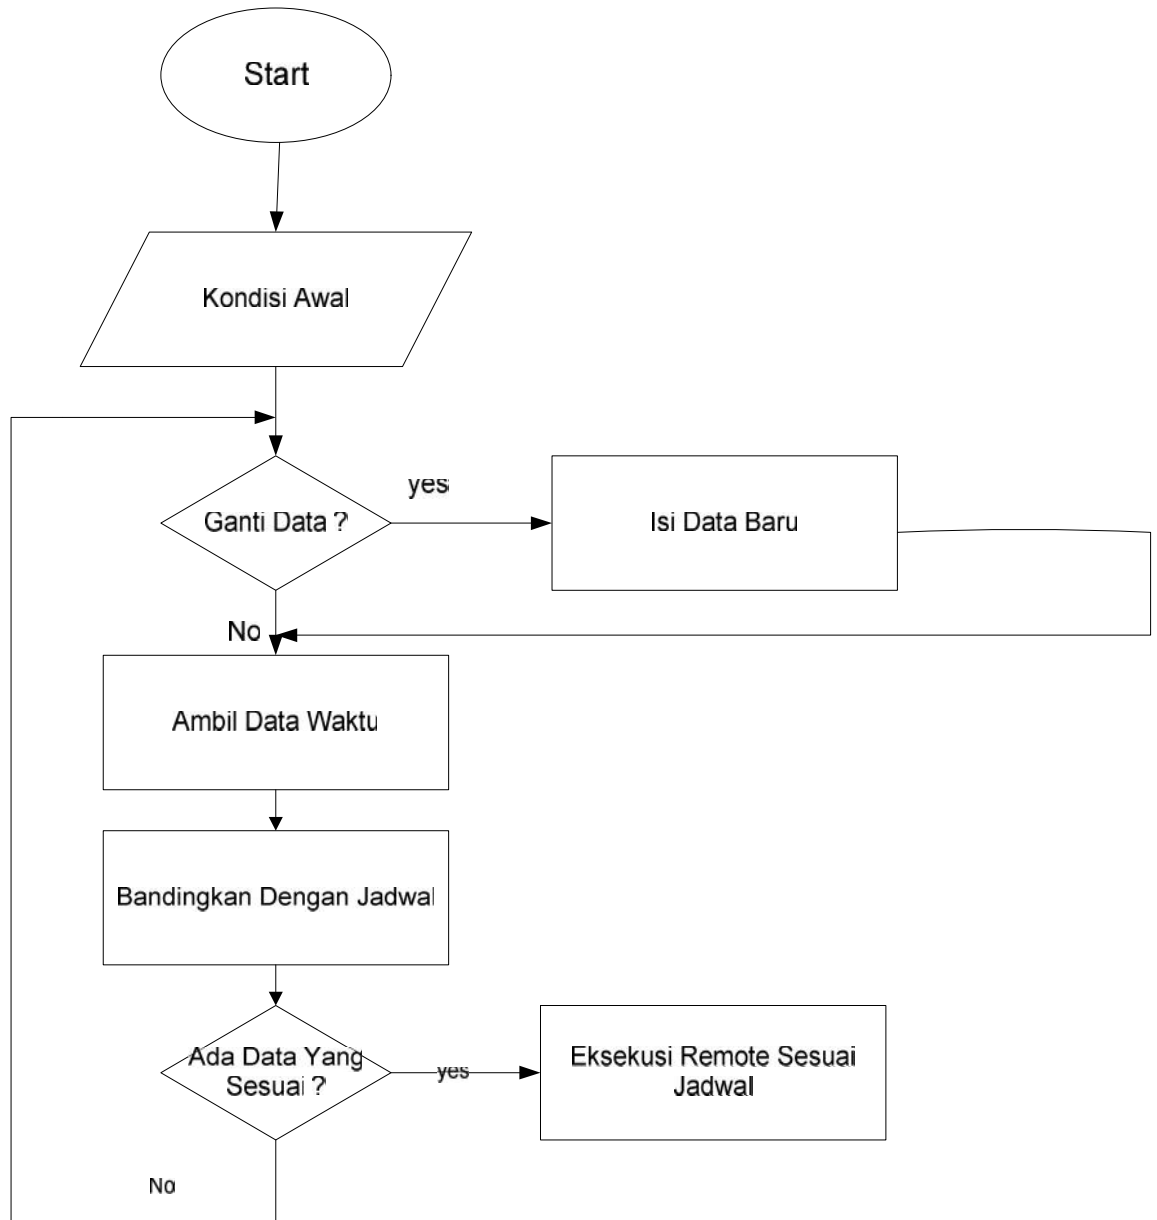 Start
Kondisi Awal
yes
Ganti Data ?
Isi Data Baru
No
Ambil Data Waktu
Bandingkan Dengan Jadwal
Ada Data Yang
Sesuai ?
yes
Eksekusi Remote Sesuai
Jadwal
No